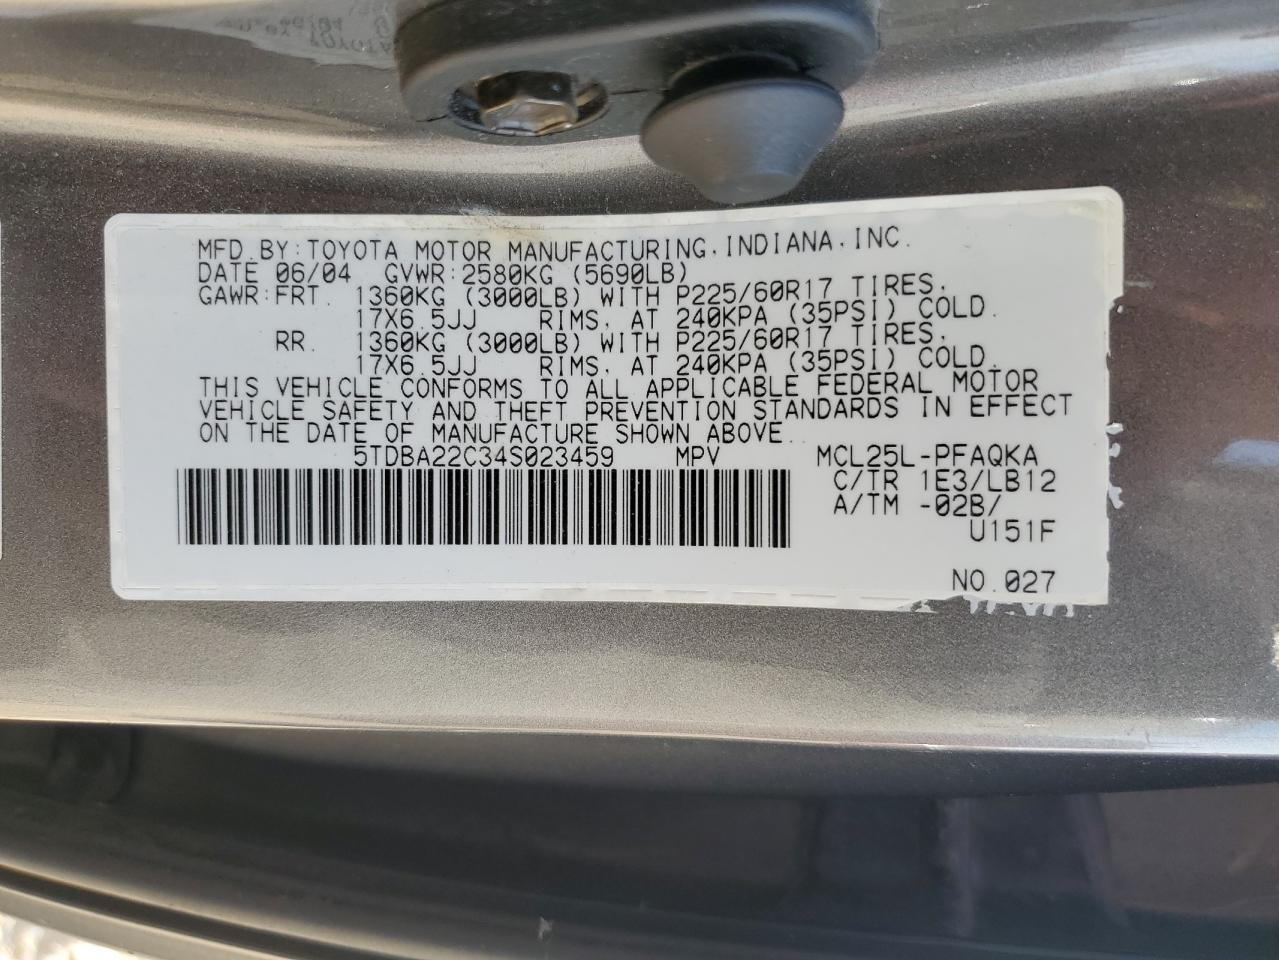 MFD.BY:TOYOTA MOTOR MANUFACTURING,INDIANA,INC.
DATE 06/04 GVWR:2580KG (5690LB)
GAWR:FRT. 1360KG (3000LB) WITH P225/60R17 TIRES,
17X6.5JJ RIMS, AT 240KPA (35PSI) COLD.
RR. 1360KG (3000LB) WITH P225/60R17 TIRES,
17X6.5JJ RIMS, AT 240KPA (35PSI) COLD.
THIS VEHICLE CONFORMS TO ALL APPLICABLE FEDERAL MOTOR
VEHICLE SAFETY AND THEFT PREVENTION STANDARDS IN EFFECT
ON THE DATE OF MANUFACTURE SHOWN ABOVE.
5TDBA22C34S023459 MPV MCL25L-PFAQKA
C/TR 1E3/LB12
A/TM -02B/
U151F
NO.027